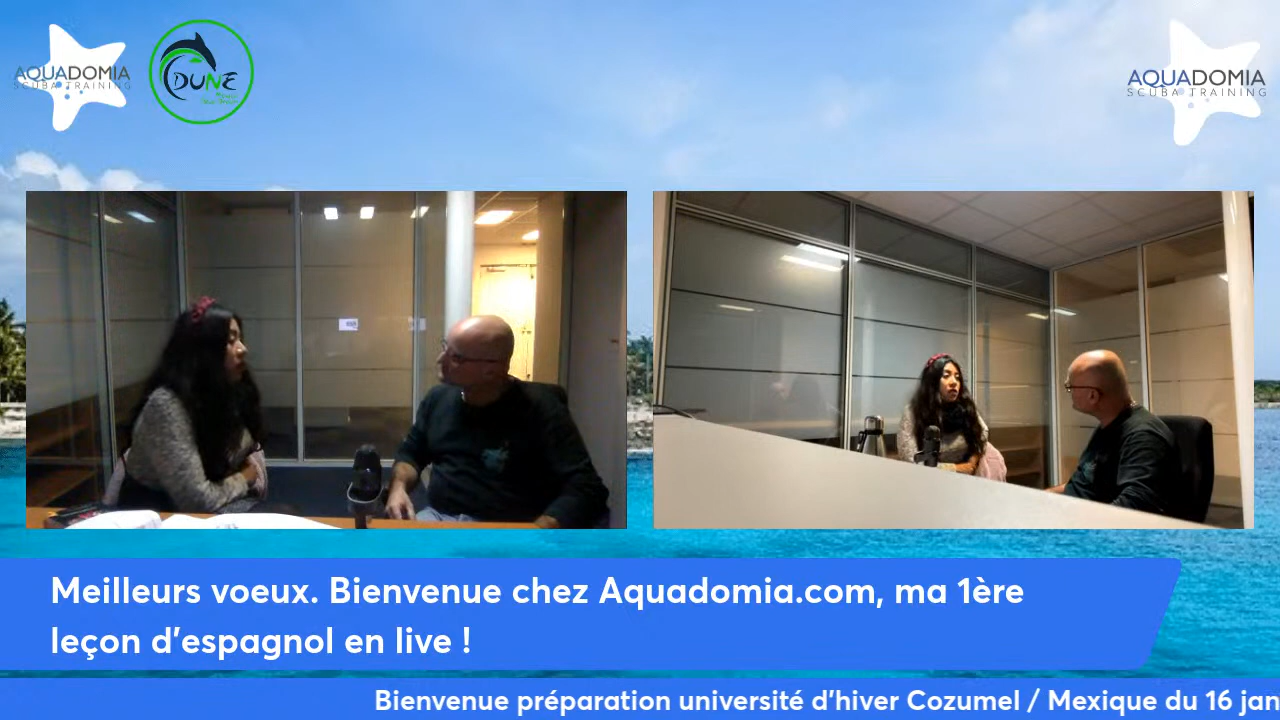 AQUADOMIA
SCUBA TRAINING
DUNE
AQUADOMIA
SCUBA TRAINING
Meilleurs voeux. Bienvenue chez Aquadomia.com, ma 1ère
leçon d'espagnol en live !
Bienvenue préparation université d'hiver Cozumel / Mexique du 16 jan